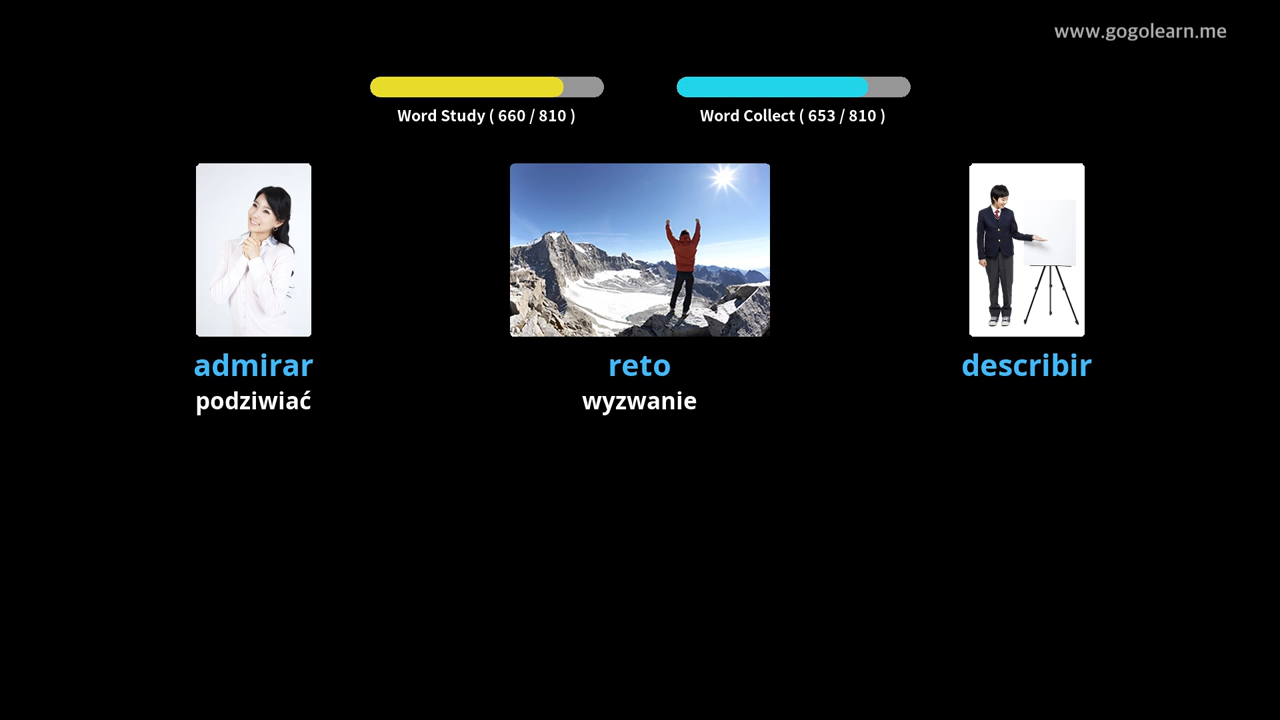 www.gogolearn.me
Word Study ( 660 / 810 )
Word Collect ( 653 / 810 )
admirar
podziwiać
reto
wyzwanie
describir